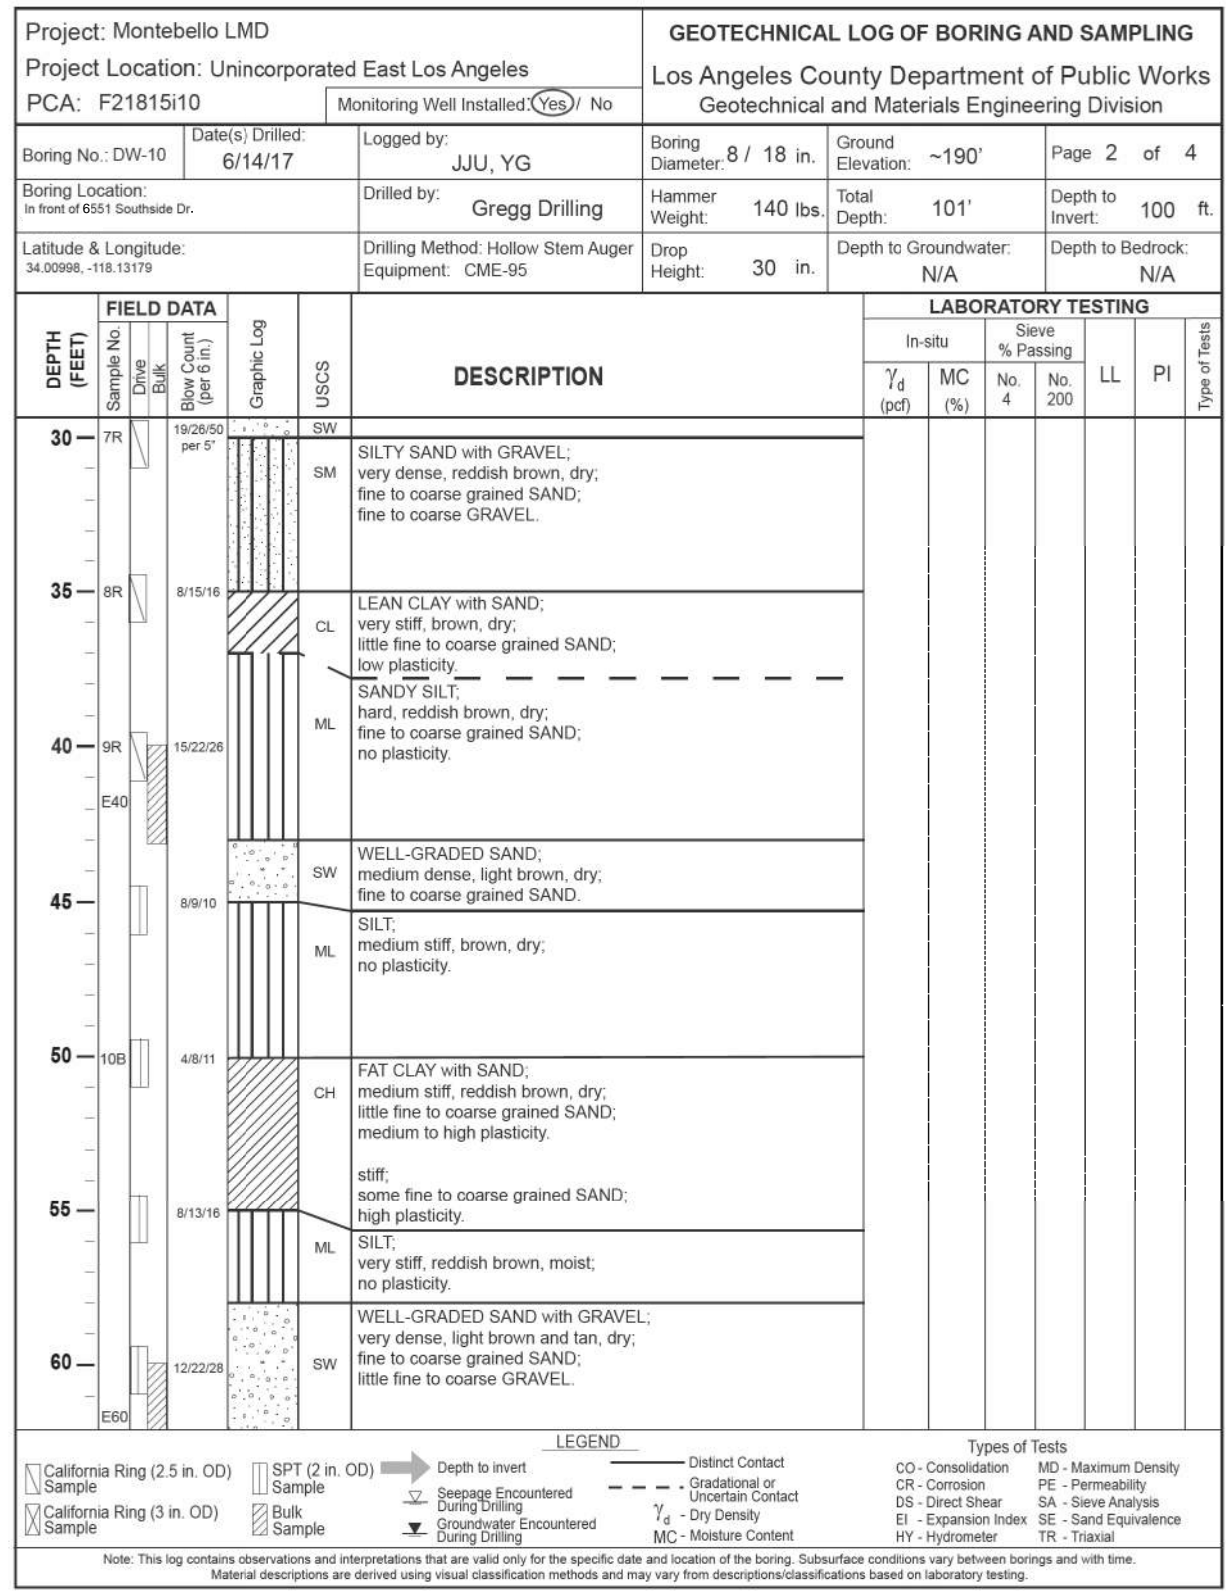 Project: Montebello LMD
Project Location: Unincorporated East Los Angeles
PCA: F21815i10
Monitoring Well Installed: Yes / No
GEOTECHNICAL LOG OF BORING AND SAMPLING
Los Angeles County Department of Public Works
Geotechnical and Materials Engineering Division
Boring No.: DW-10
Date(s) Drilled:
6/14/17
Logged by:
JJU, YG
Boring
Diameter: 8 / 18 in.
Ground
Elevation: ~190'
Page 2 of 4
Boring Location:
In front of 6551 Southside Dr.
Drilled by:
Gregg Drilling
Hammer
Weight: 140 lbs.
Total
Depth: 101'
Depth to
Invert: 100 ft.
Latitude & Longitude:
34.00998, -118.13179
Drilling Method: Hollow Stem Auger
Equipment: CME-95
Drop
Height: 30 in.
Depth to Groundwater:
N/A
Depth to Bedrock:
N/A
DEPTH
(FEET)
FIELD DATA
Sample No.
Drive
Bulk
Blow Count
(per 6 in.)
Graphic Log
USCS
DESCRIPTION
LABORATORY TESTING
In-situ
Sieve
% Passing
γd
(pcf)
MC
(%)
No.
4
No.
200
LL
PI
Type of Tests
30
7R
19/26/50
per 5"
SW
SM
SILTY SAND with GRAVEL;
very dense, reddish brown, dry;
fine to coarse grained SAND;
fine to coarse GRAVEL.
35
8R
8/15/16
CL
LEAN CLAY with SAND;
very stiff, brown, dry;
little fine to coarse grained SAND;
low plasticity.
ML
SANDY SILT;
hard, reddish brown, dry;
fine to coarse grained SAND;
no plasticity.
40
9R
15/22/26
E40
SW
WELL-GRADED SAND;
medium dense, light brown, dry;
fine to coarse grained SAND.
45
8/9/10
ML
SILT;
medium stiff, brown, dry;
no plasticity.
50
10B
4/8/11
CH
FAT CLAY with SAND;
medium stiff, reddish brown, dry;
little fine to coarse grained SAND;
medium to high plasticity.
stiff;
some fine to coarse grained SAND;
high plasticity.
55
8/13/16
ML
SILT;
very stiff, reddish brown, moist;
no plasticity.
WELL-GRADED SAND with GRAVEL;
very dense, light brown and tan, dry;
fine to coarse grained SAND;
little fine to coarse GRAVEL.
60
12/22/28
SW
E60
LEGEND
California Ring (2.5 in. OD)
Sample
California Ring (3 in. OD)
Sample
SPT (2 in. OD)
Sample
Bulk
Sample
Depth to invert
Seepage Encountered
During Drilling
Groundwater Encountered
During Drilling
Distinct Contact
Gradational or
Uncertain Contact
γd - Dry Density
MC - Moisture Content
Types of Tests
CO - Consolidation
CR - Corrosion
DS - Direct Shear
EI - Expansion Index
HY - Hydrometer
MD - Maximum Density
PE - Permeability
SA - Sieve Analysis
SE - Sand Equivalence
TR - Triaxial
Note: This log contains observations and interpretations that are valid only for the specific date and location of the boring. Subsurface conditions vary between borings and with time.
Material descriptions are derived using visual classification methods and may vary from descriptions/classifications based on laboratory testing.